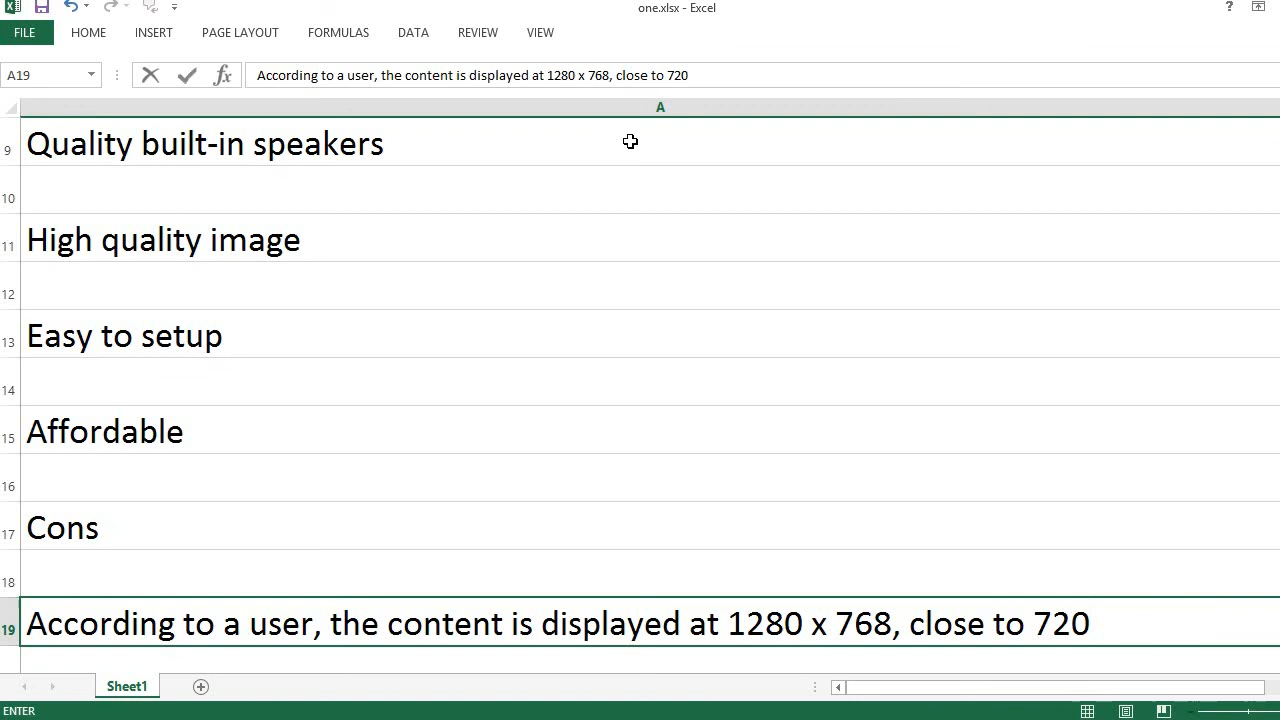 one.xlsx - Excel
?
FILE HOME INSERT PAGE LAYOUT FORMULAS DATA REVIEW VIEW
A19 fx According to a user, the content is displayed at 1280 x 768, close to 720
A
9 Quality built-in speakers
10
11 High quality image
12
13 Easy to setup
14
15 Affordable
16
17 Cons
18
19 According to a user, the content is displayed at 1280 x 768, close to 720
Sheet1
ENTER